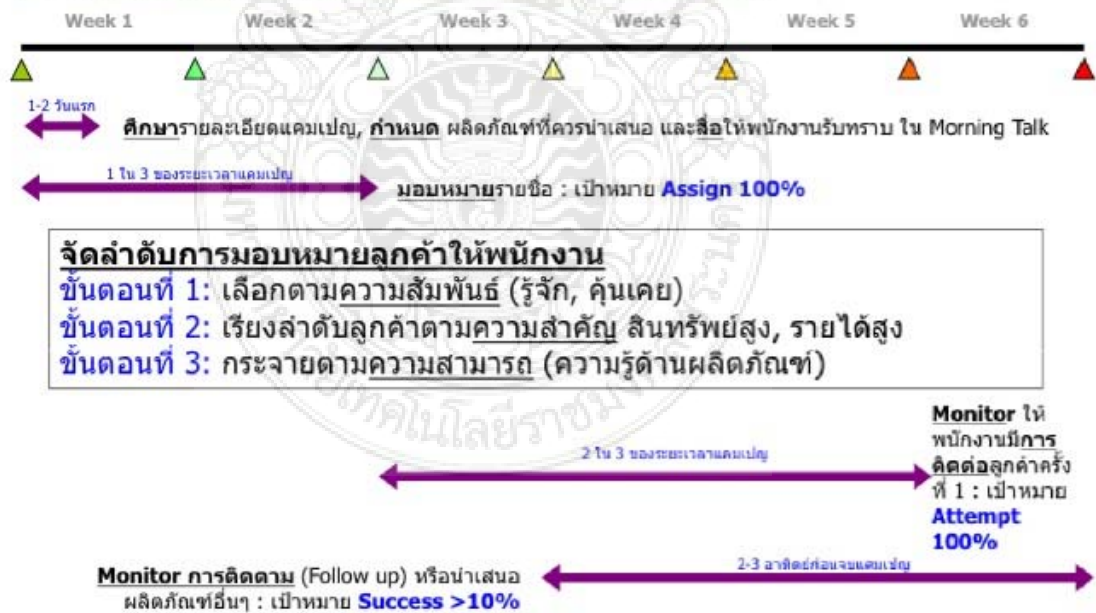 Week 1 Week 2 Week 3 Week 4 Week 5 Week 6
1-2 วันแรก
ศึกษารายละเอียดแคมเปญ, กำหนด ผลิตภัณฑ์ที่ควรนำเสนอ และสื่อให้พนักงานรับทราบ ใน Morning Talk
1 ใน 3 ของระยะเวลาแคมเปญ
มอบหมายรายชื่อ : เป้าหมาย Assign 100%
จัดลำดับการมอบหมายลูกค้าให้พนักงาน
ขั้นตอนที่ 1: เลือกตามความสัมพันธ์ (รู้จัก, คุ้นเคย)
ขั้นตอนที่ 2: เรียงลำดับลูกค้าตามความสำคัญ สินทรัพย์สูง, รายได้สูง
ขั้นตอนที่ 3: กระจายตามความสามารถ (ความรู้ด้านผลิตภัณฑ์)
2 ใน 3 ของระยะเวลาแคมเปญ
Monitor ให้
พนักงานมีการ
ติดต่อลูกค้าครั้ง
ที่ 1 : เป้าหมาย
Attempt
100%
2-3 อาทิตย์ก่อนจบแคมเปญ
Monitor การติดตาม (Follow up) หรือนำเสนอ
ผลิตภัณฑ์อื่นๆ : เป้าหมาย Success >10%